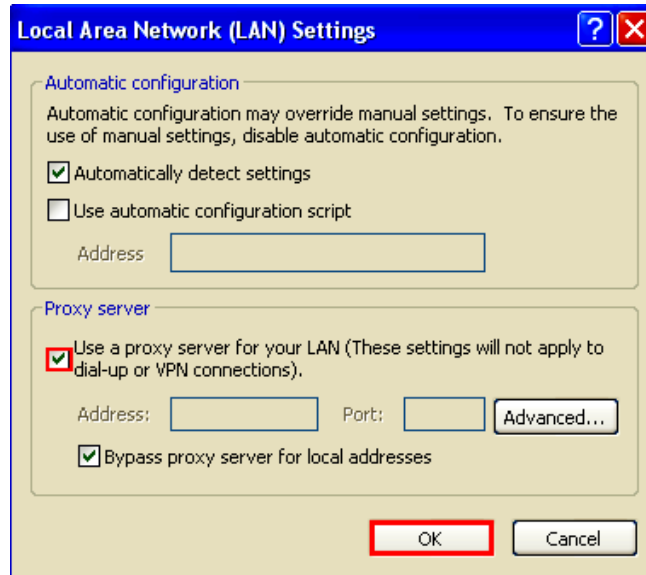 Local Area Network (LAN) Settings
?
X
Automatic configuration
Automatic configuration may override manual settings. To ensure the
use of manual settings, disable automatic configuration.
Automatically detect settings
Use automatic configuration script
Address
Proxy server
Use a proxy server for your LAN (These settings will not apply to
dial-up or VPN connections).
Address:
Port:
Advanced...
Bypass proxy server for local addresses
OK
Cancel